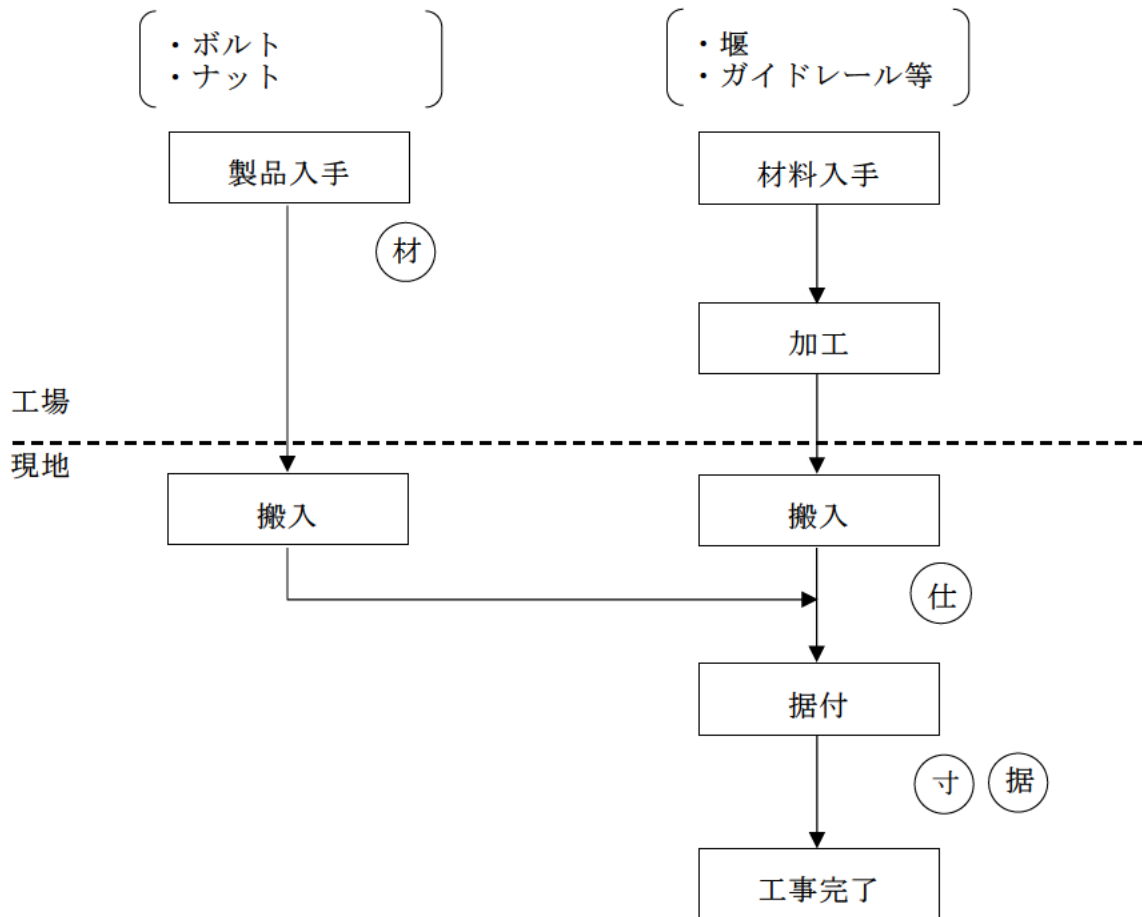 ・ボルト
・ナット
・堰
・ガイドレール等
製品入手
材料入手
材
加工
工場
現地
搬入
搬入
仕
据付
寸
据
工事完了